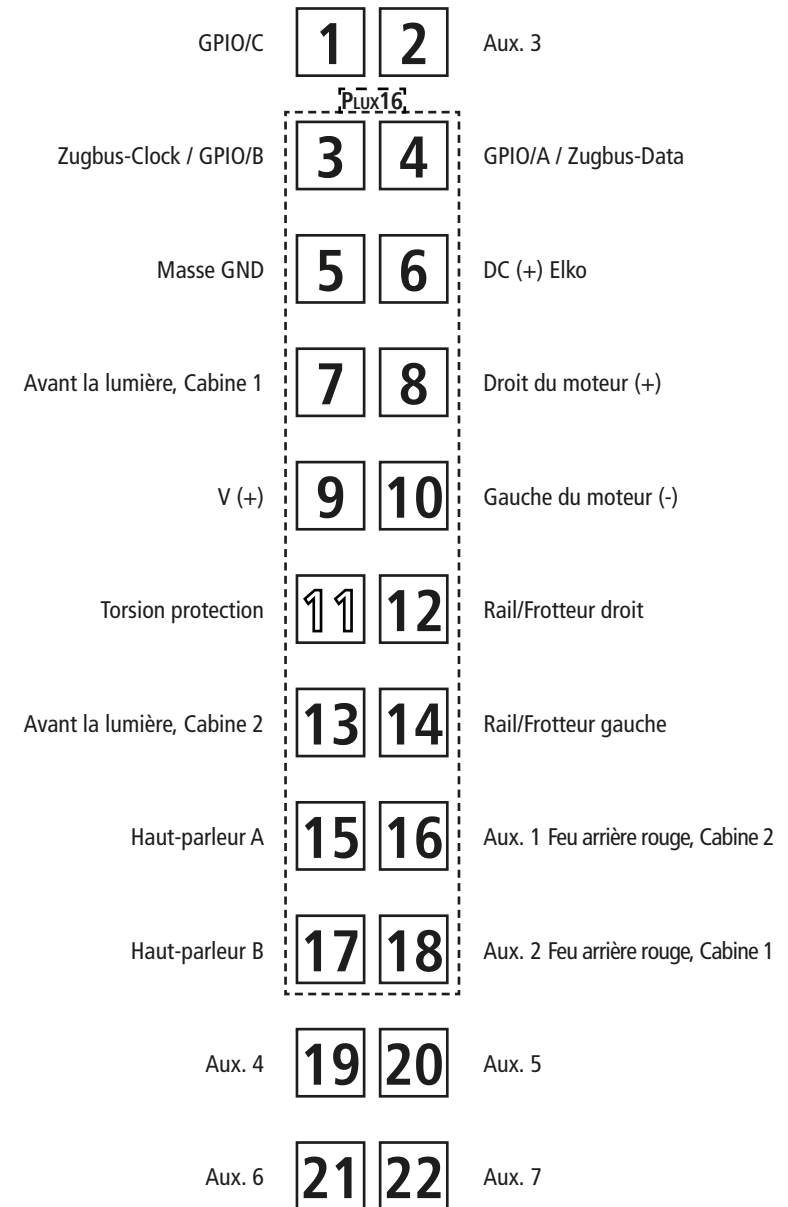 GPIO/C 1 2 Aux. 3
PLUX16
Zugbus-Clock / GPIO/B 3 4 GPIO/A / Zugbus-Data
Masse GND 5 6 DC (+) Elko
Avant la lumière, Cabine 1 7 8 Droit du moteur (+)
V (+) 9 10 Gauche du moteur (-)
Torsion protection 11 12 Rail/Frotteur droit
Avant la lumière, Cabine 2 13 14 Rail/Frotteur gauche
Haut-parleur A 15 16 Aux. 1 Feu arrière rouge, Cabine 2
Haut-parleur B 17 18 Aux. 2 Feu arrière rouge, Cabine 1
Aux. 4 19 20 Aux. 5
Aux. 6 21 22 Aux. 7